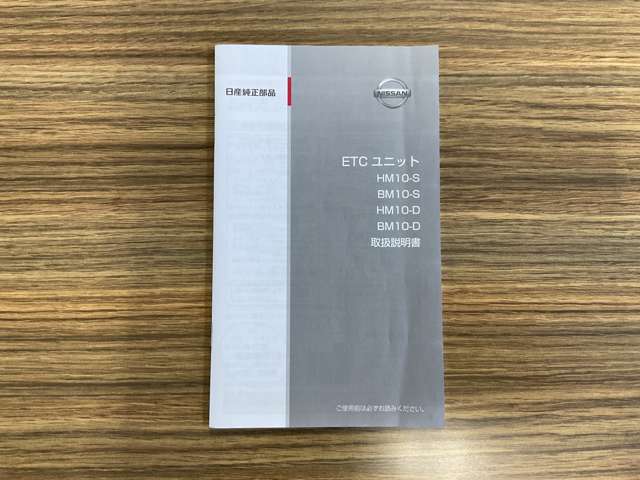 日産純正部品
NISSAN
ETC ユニット
HM10-S
BM10-S
HM10-D
BM10-D
取扱説明書
ご使用前は必ずお読みください。